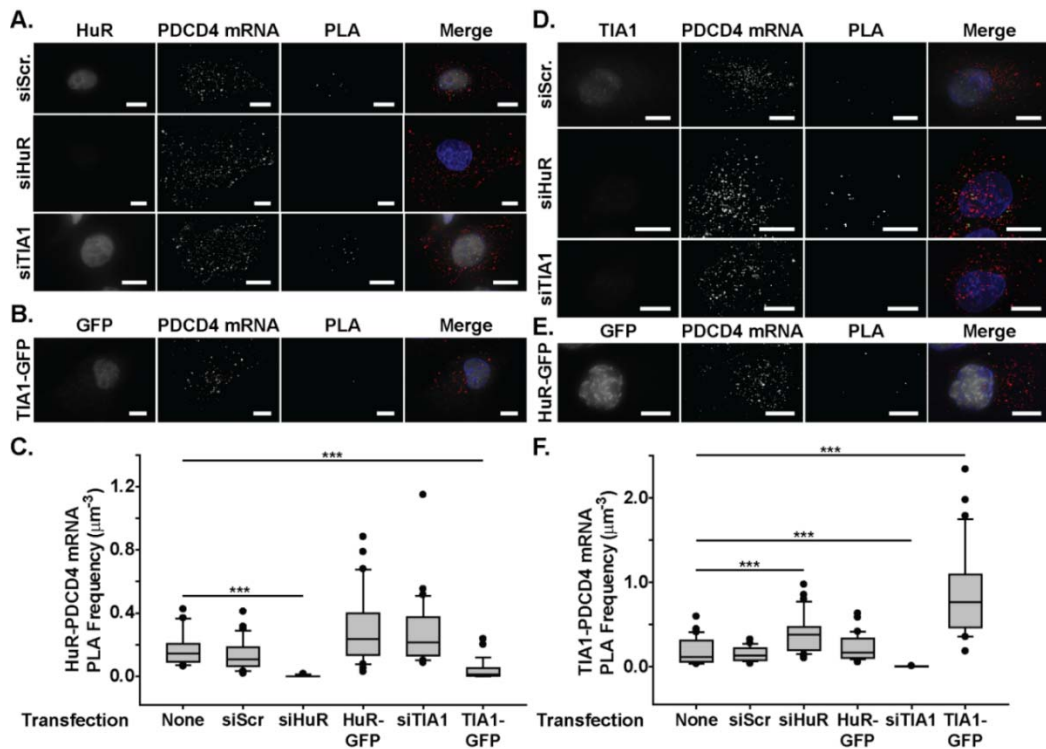 A.
HuR PDCD4 mRNA PLA Merge
siScr.
siHuR
siTIA1
B.
GFP PDCD4 mRNA PLA Merge
TIA1-GFP
C.
HuR-PDCD4 mRNA
PLA Frequency (μm⁻³)
1.2
0.8
0.4
0.0
***
***
Transfection None siScr siHuR HuR-GFP siTIA1 TIA1-GFP
D.
TIA1 PDCD4 mRNA PLA Merge
siScr.
siHuR
siTIA1
E.
GFP PDCD4 mRNA PLA Merge
HuR-GFP
F.
TIA1-PDCD4 mRNA
PLA Frequency (μm⁻³)
2.0
1.0
0.0
***
***
***
Transfection None siScr siHuR HuR-GFP siTIA1 TIA1-GFP